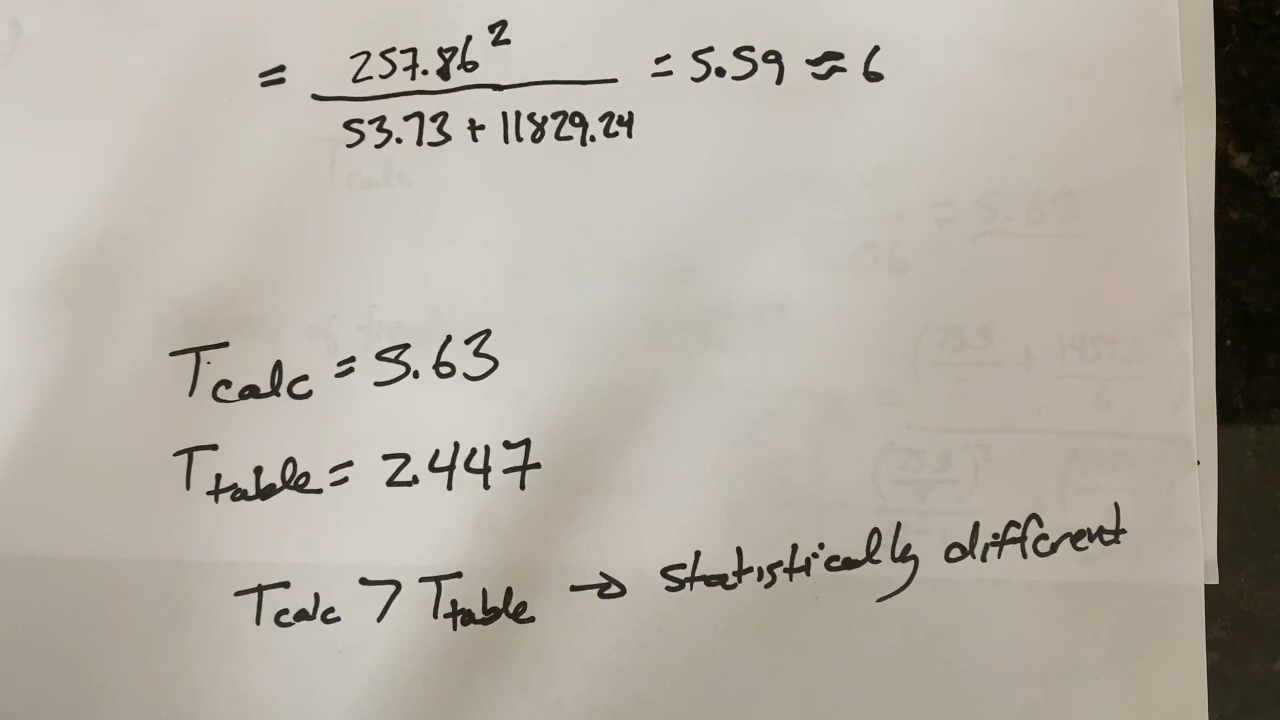 = 257.86² / 53.73 + 11829.24 = 5.59 ≈ 6
Tcalc = 5.63
Ttable = 2.447
Tcalc > Ttable → statistically different